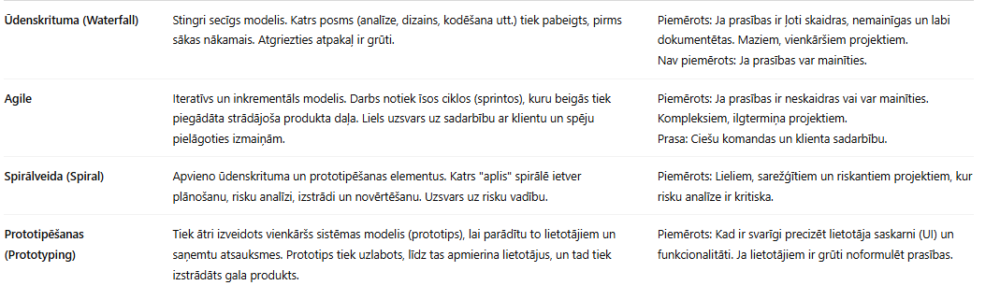 Ūdenskrituma (Waterfall)
Stingri secīgs modelis. Katrs posms (analīze, dizains, kodēšana utt.) tiek pabeigts, pirms
sākas nākamais. Atgriezties atpakaļ ir grūti.
Piemērots: Ja prasības ir ļoti skaidras, nemainīgas un labi
dokumentētas. Maziem, vienkāršiem projektiem.
Nav piemērots: Ja prasības var mainīties.
Agile
Iteratīvs un inkrementāls modelis. Darbs notiek īsos ciklos (sprintos), kuru beigās tiek
piegādāta strādājoša produkta daļa. Liels uzsvars uz sadarbību ar klientu un spēju
pielāgoties izmaiņām.
Piemērots: Ja prasības ir neskaidras vai var mainīties.
Kompleksiem, ilgtermiņa projektiem.
Prasa: Ciešu komandas un klienta sadarbību.
Spirālveida (Spiral)
Apvieno ūdenskrituma un prototipēšanas elementus. Katrs "aplis" spirālē ietver
plānošanu, risku analīzi, izstrādi un novērtēšanu. Uzsvars uz risku vadību.
Piemērots: Lieliem, sarežģītiem un riskantiem projektiem, kur
risku analīze ir kritiska.
Prototipēšanas
(Prototyping)
Tiek ātri izveidots vienkāršs sistēmas modelis (prototips), lai parādītu to lietotājiem un
saņemtu atsauksmes. Prototips tiek uzlabots, līdz tas apmierina lietotājus, un tad tiek
izstrādāts gala produkts.
Piemērots: Kad ir svarīgi precizēt lietotāja saskarni (UI) un
funkcionalitāti. Ja lietotājiem ir grūti noformulēt prasības.